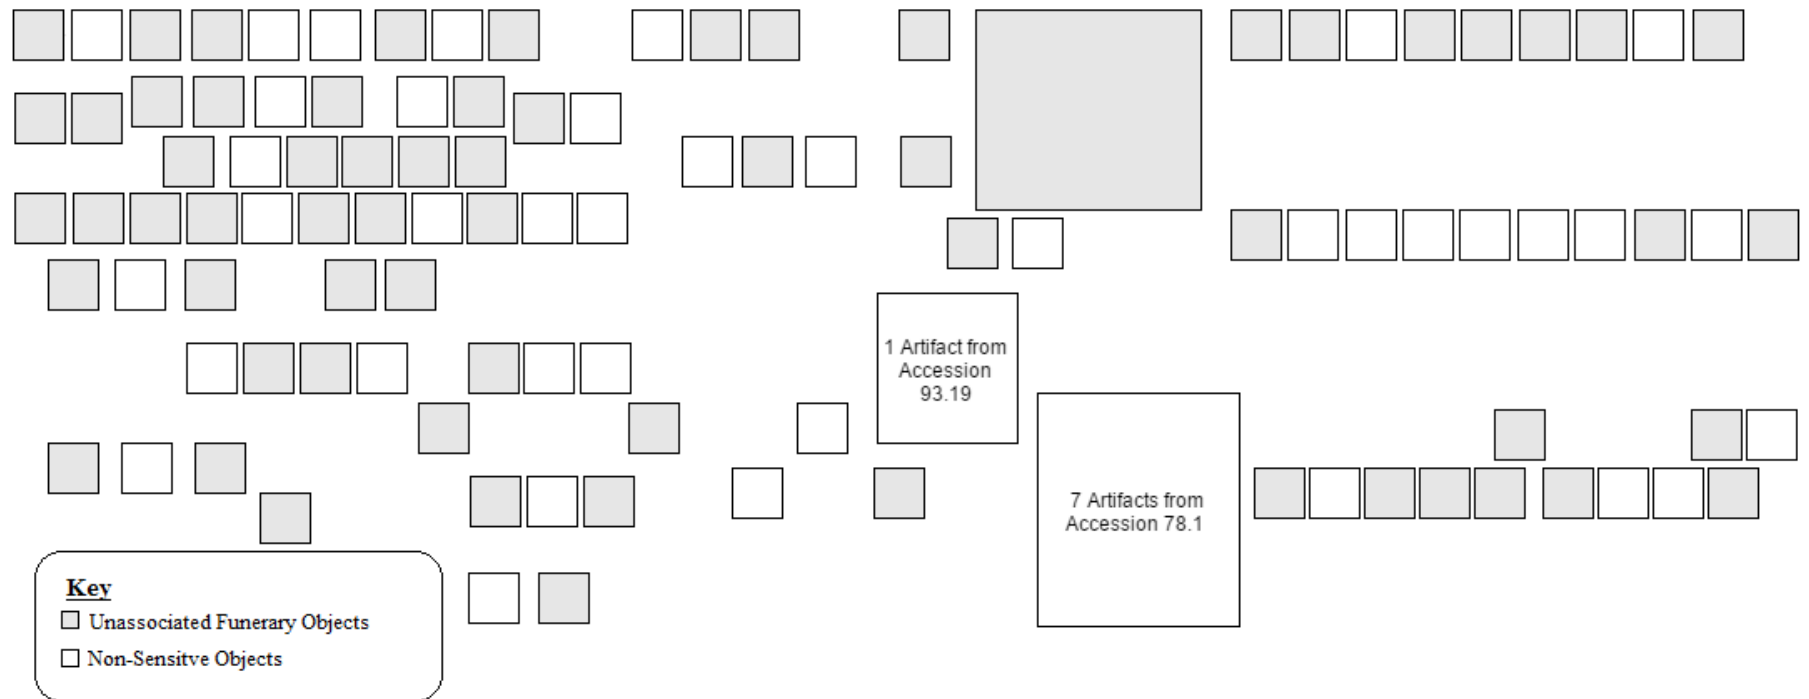 1 Artifact from
Accession
93.19
7 Artifacts from
Accession 78.1
Key
Unassociated Funerary Objects
Non-Sensitve Objects